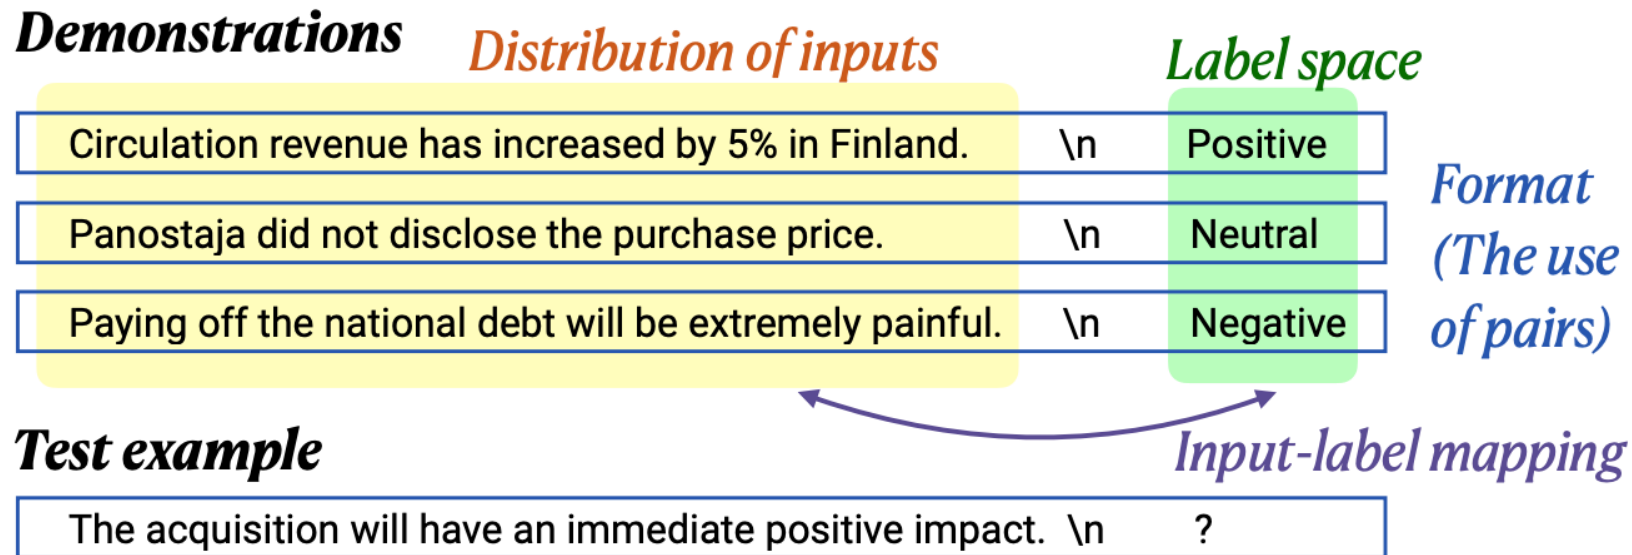 Demonstrations
Distribution of inputs
Label space
Circulation revenue has increased by 5% in Finland. \n Positive
Panostaja did not disclose the purchase price. \n Neutral
Paying off the national debt will be extremely painful. \n Negative
Format
(The use
of pairs)
Test example
Input-label mapping
The acquisition will have an immediate positive impact. \n ?